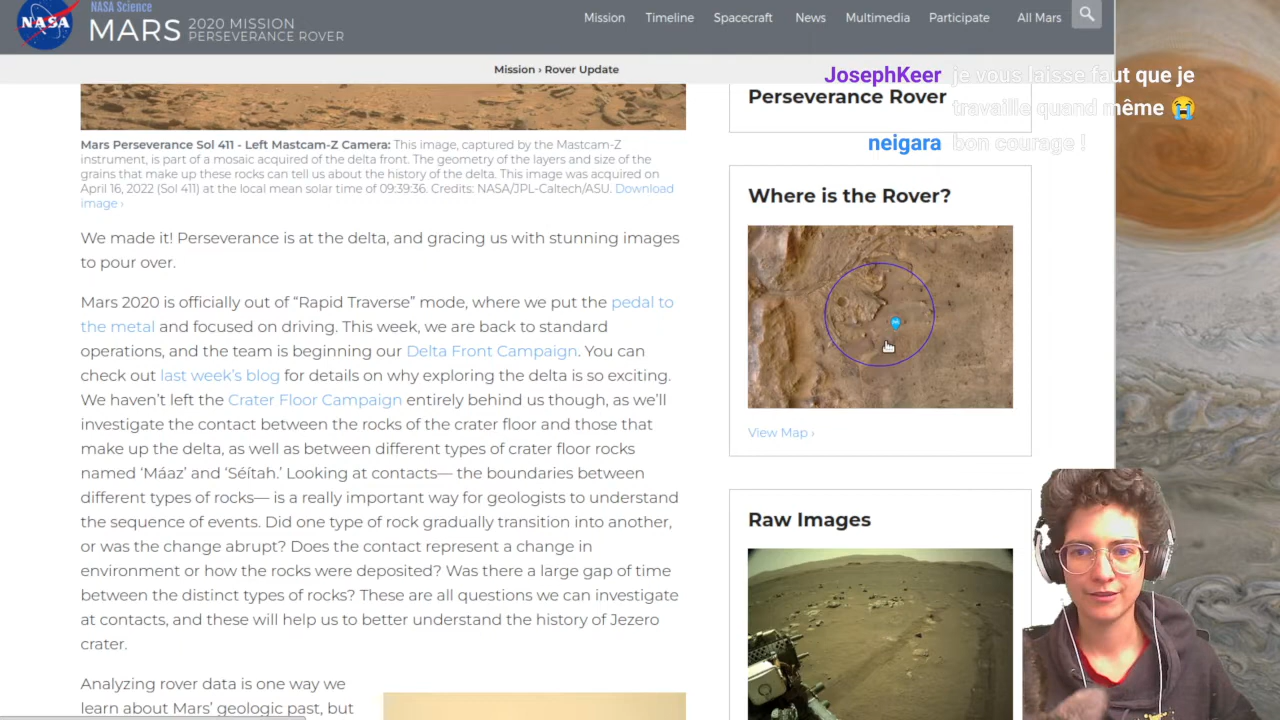 NASA
NASA Science
MARS
2020 MISSION
PERSEVERANCE ROVER
Mission
Timeline
Spacecraft
News
Multimedia
Participate
All Mars
Mission › Rover Update
JosephKeer je vous laisse faut que je
travaille quand même 😭
neigara bon courage !
Mars Perseverance Sol 411 - Left Mastcam-Z Camera: This image, captured by the Mastcam-Z
instrument, is part of a mosaic acquired of the delta front. The geometry of the layers and size of the
grains that make up these rocks can tell us about the history of the delta. This image was acquired on
April 16, 2022 (Sol 411) at the local mean solar time of 09:39:36. Credits: NASA/JPL-Caltech/ASU. Download
image ›
We made it! Perseverance is at the delta, and gracing us with stunning images
to pour over.
Mars 2020 is officially out of “Rapid Traverse” mode, where we put the pedal to
the metal and focused on driving. This week, we are back to standard
operations, and the team is beginning our Delta Front Campaign. You can
check out last week’s blog for details on why exploring the delta is so exciting.
We haven’t left the Crater Floor Campaign entirely behind us though, as we’ll
investigate the contact between the rocks of the crater floor and those that
make up the delta, as well as between different types of crater floor rocks
named ‘Máaz’ and ‘Séítah.’ Looking at contacts— the boundaries between
different types of rocks— is a really important way for geologists to understand
the sequence of events. Did one type of rock gradually transition into another,
or was the change abrupt? Does the contact represent a change in
environment or how the rocks were deposited? Was there a large gap of time
between the distinct types of rocks? These are all questions we can investigate
at contacts, and these will help us to better understand the history of Jezero
crater.
Analyzing rover data is one way we
learn about Mars’ geologic past, but
Perseverance Rover
Where is the Rover?
View Map ›
Raw Images